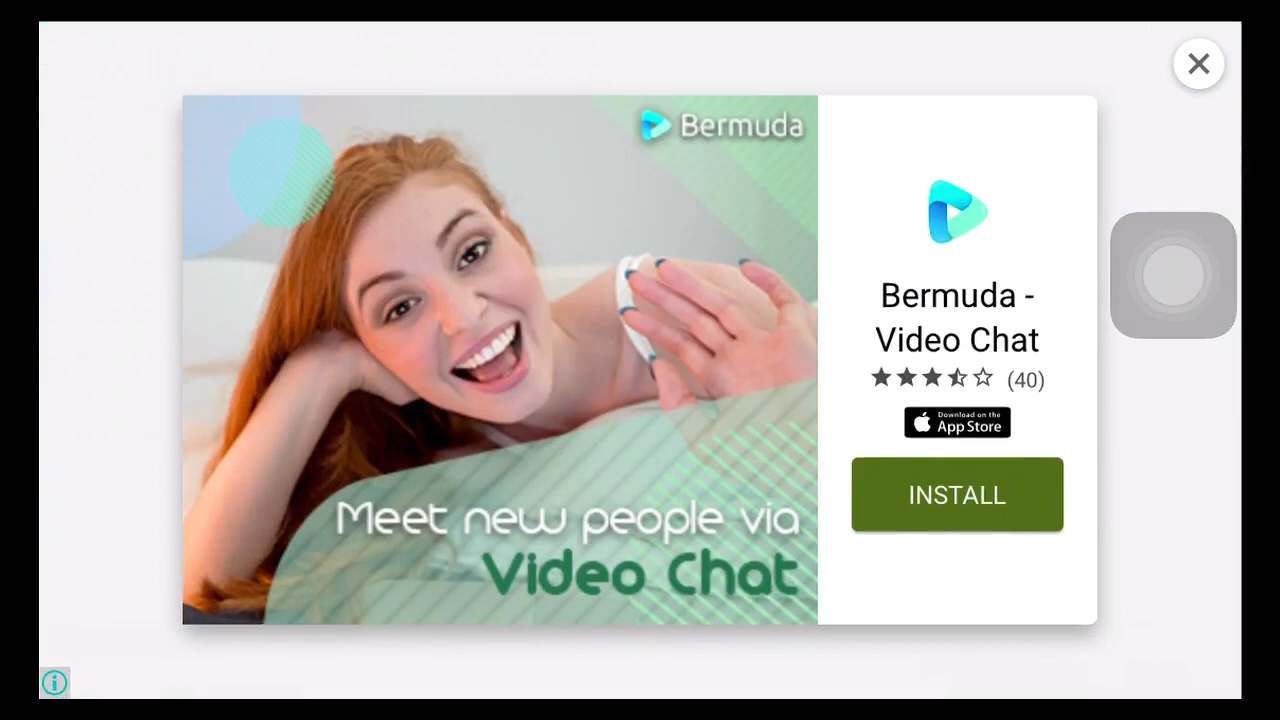 Bermuda
Meet new people via
Video Chat
Bermuda -
Video Chat
(40)
Download on the
App Store
INSTALL